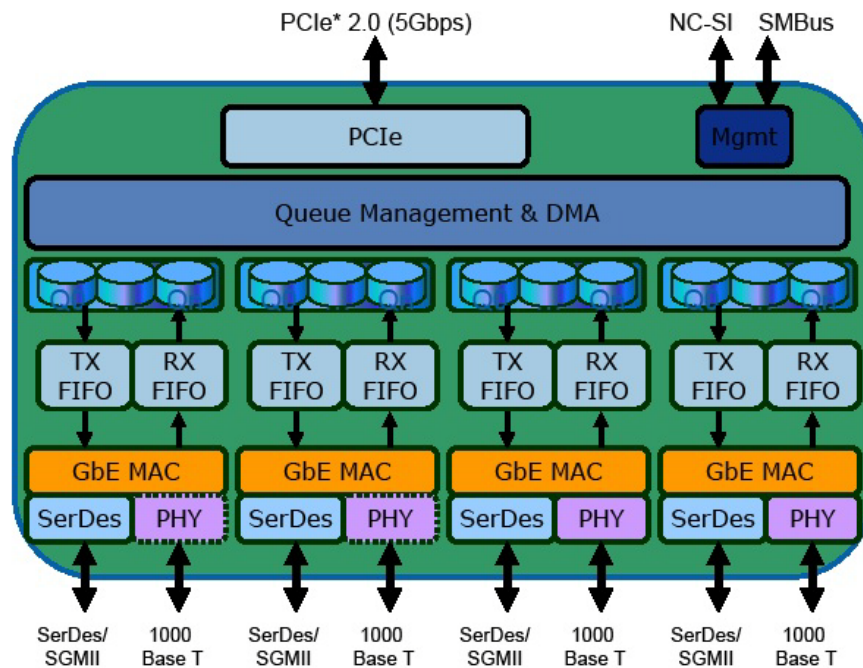 PCIe* 2.0 (5Gbps)
NC-SI
SMBus
PCIe
Mgmt
Queue Management & DMA
TX
FIFO
RX
FIFO
TX
FIFO
RX
FIFO
TX
FIFO
RX
FIFO
TX
FIFO
RX
FIFO
GbE MAC
GbE MAC
GbE MAC
GbE MAC
SerDes
PHY
SerDes
PHY
SerDes
PHY
SerDes
PHY
SerDes/
SGMII
1000
Base T
SerDes/
SGMII
1000
Base T
SerDes/
SGMII
1000
Base T
SerDes/
SGMII
1000
Base T